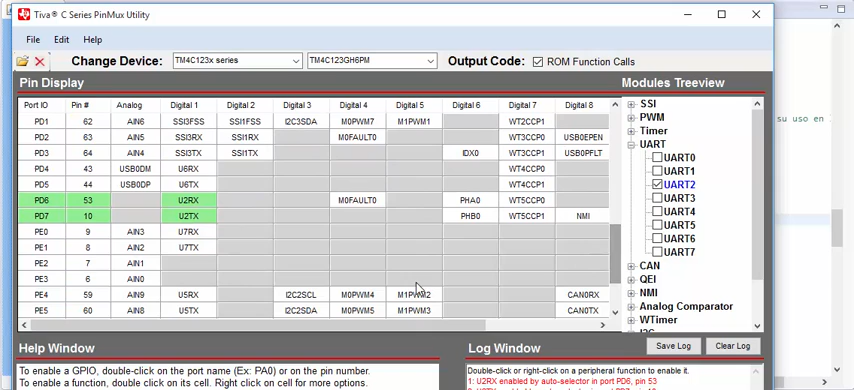 Tiva® C Series PinMux Utility
File Edit Help
Change Device: TM4C123x series TM4C123GH6PM Output Code: ROM Function Calls
Pin Display Modules Treeview
Port IO Pin # Analog Digital 1 Digital 2 Digital 3 Digital 4 Digital 5 Digital 6 Digital 7 Digital 8
PD1 62 AIN6 SSI3FSS SSI1FSS I2C3SDA M0PWM7 M1PWM1 WT2CCP1
PD2 63 AIN5 SSI3RX SSI1RX M0FAULT0 WT3CCP0 USB0EPEN
PD3 64 AIN4 SSI3TX SSI1TX IDX0 WT3CCP1 USB0PFLT
PD4 43 USB0DM U6RX WT4CCP0
PD5 44 USB0DP U6TX WT4CCP1
PD6 53 U2RX M0FAULT0 PHA0 WT5CCP0
PD7 10 U2TX PHB0 WT5CCP1 NMI
PE0 9 AIN3 U7RX
PE1 8 AIN2 U7TX
PE2 7 AIN1
PE3 6 AIN0
PE4 59 AIN9 U5RX I2C2SCL M0PWM4 M1PWM2 CAN0RX
PE5 60 AIN8 U5TX I2C2SDA M0PWM5 M1PWM3 CAN0TX
SSI
PWM
Timer
UART
UART0
UART1
UART2
UART3
UART4
UART5
UART6
UART7
CAN
QEI
NMI
Analog Comparator
WTimer
I2C
su uso en
Help Window
To enable a GPIO, double-click on the port name (Ex: PA0) or on the pin number.
To enable a function, double click on its cell. Right click on cell for more options.
Log Window Save Log Clear Log
Double-click or right-click on a peripheral function to enable it.
1: U2RX enabled by auto-selector in port PD6, pin 53